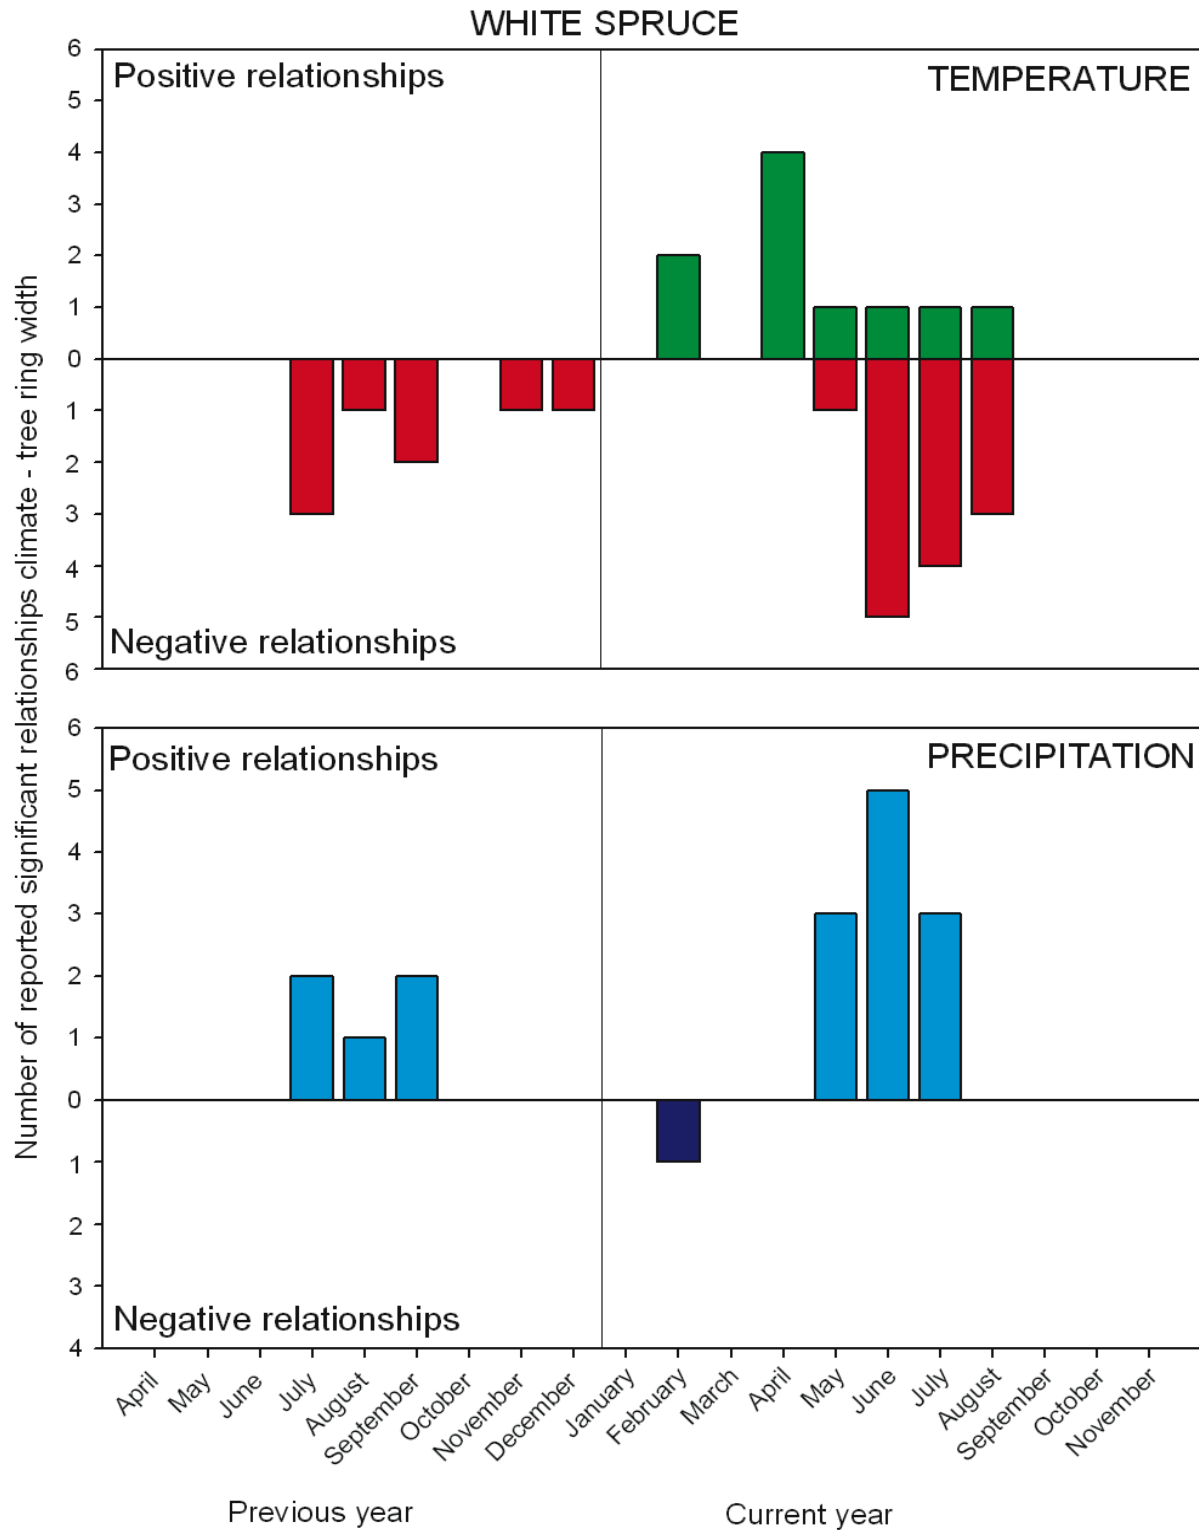 WHITE SPRUCE
Number of reported significant relationships climate - tree ring width
Positive relationships
TEMPERATURE
6
5
4
3
2
1
0
1
2
3
4
5
6
Negative relationships
Positive relationships
PRECIPITATION
6
5
4
3
2
1
0
1
2
3
4
Negative relationships
April
May
June
July
August
September
October
November
December
January
February
March
April
May
June
July
August
September
October
November
Previous year
Current year